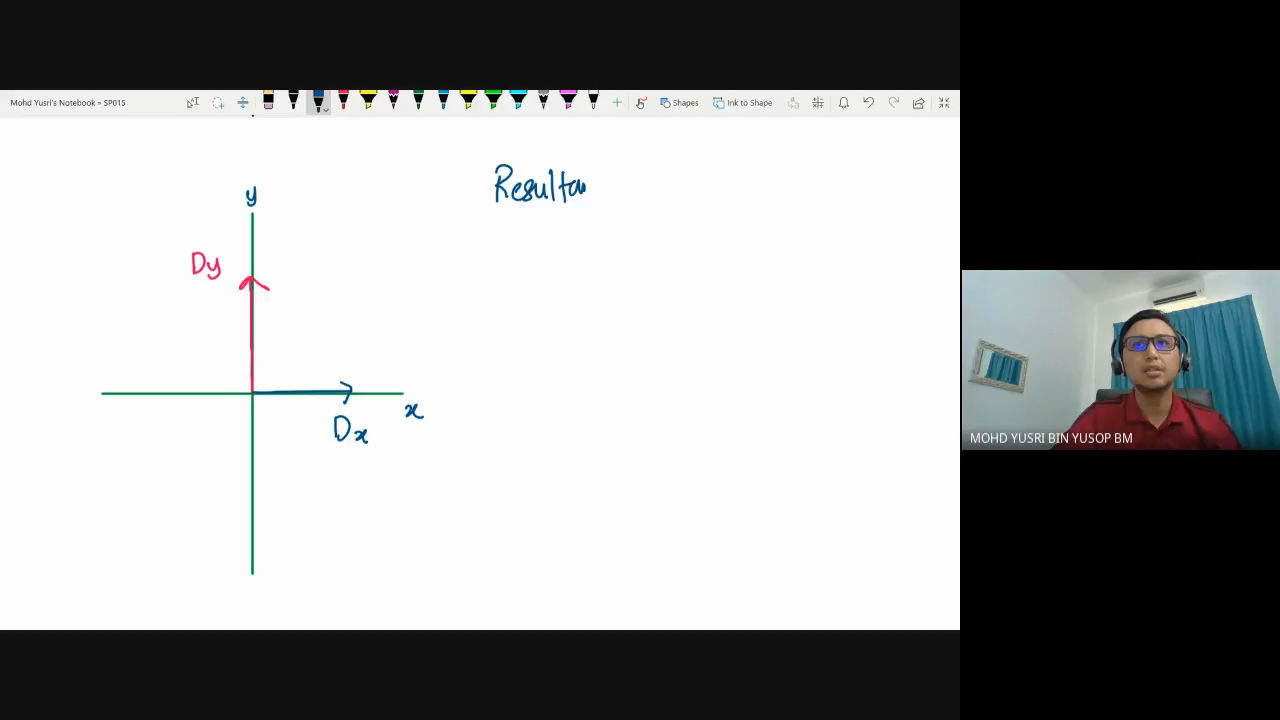 Mohd Yusri's Notebook » SP015
Shapes
Ink to Shape
y
Resulta
Dy
x
Dx
MOHD YUSRI BIN YUSOP BM